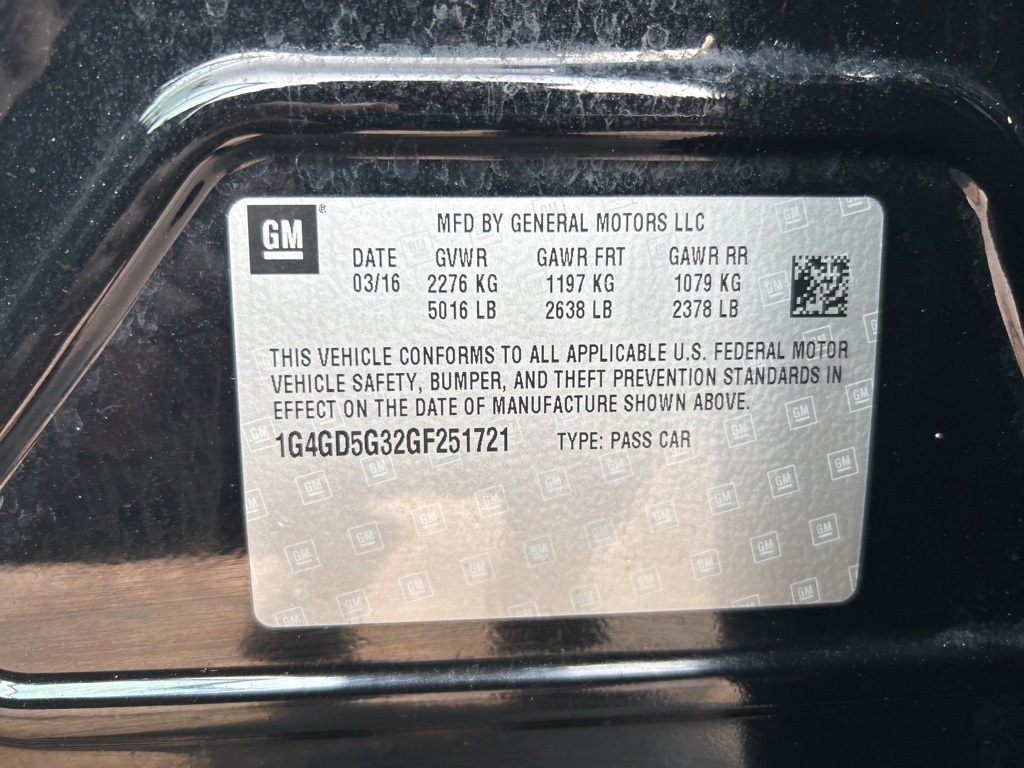 GM®
MFD BY GENERAL MOTORS LLC
DATE GVWR GAWR FRT GAWR RR
03/16 2276 KG 1197 KG 1079 KG
5016 LB 2638 LB 2378 LB
THIS VEHICLE CONFORMS TO ALL APPLICABLE U.S. FEDERAL MOTOR
VEHICLE SAFETY, BUMPER, AND THEFT PREVENTION STANDARDS IN
EFFECT ON THE DATE OF MANUFACTURE SHOWN ABOVE.
1G4GD5G32GF251721 TYPE: PASS CAR